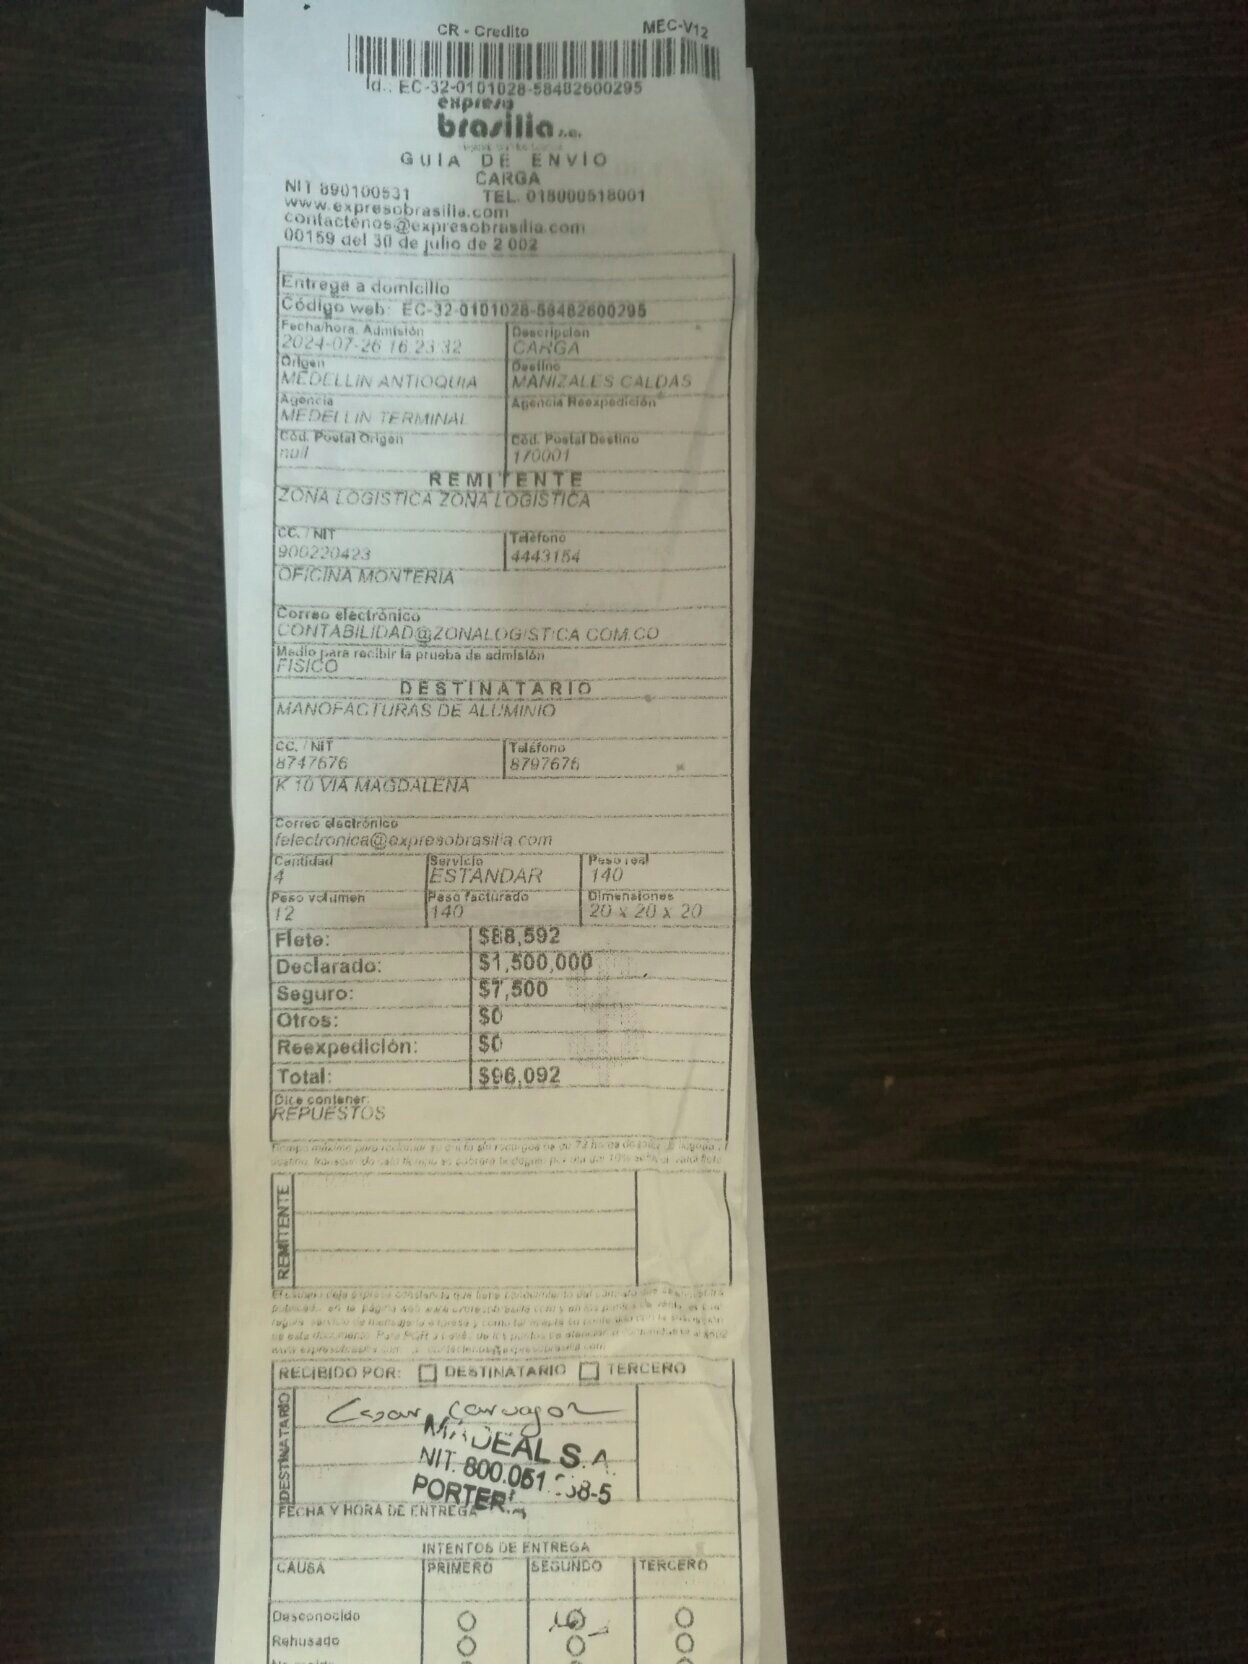 CR - Credito MEC-V12
Id.: EC-32-0101028-58482600295
expreso
brasilia s.a.
GUIA DE ENVIO
CARGA
NIT 890100531 TEL. 018000518001
www.expresobrasilia.com
contactenos@expresobrasilia.com
00159 del 30 de julio de 2 002
Entrega a domicilio
Código web: EC-32-0101028-58482600295
Fecha/hora. Admisión Descripción
2024-07-26 16:23:32 CARGA
Origen Destino
MEDELLIN ANTIOQUIA MANIZALES CALDAS
Agencia Agencia Reexpedición
MEDELLIN TERMINAL
Cód. Postal Origen Cód. Postal Destino
null 170001
REMITENTE
ZONA LOGISTICA ZONA LOGISTICA
CC. / NIT Teléfono
900220423 4443154
OFICINA MONTERIA
Correo electrónico
CONTABILIDAD@ZONALOGISTICA.COM.CO
Medio para recibir la prueba de admisión
FISICO
DESTINATARIO
MANOFACTURAS DE ALUMINIO
CC. / NIT Teléfono
8747676 8797676
K 10 VIA MAGDALENA
Correo electrónico
felectronica@expresobrasilia.com
Cantidad Servicio Peso real
4 ESTANDAR 140
Peso volumen Peso facturado Dimensiones
12 140 20 x 20 x 20
Flete: $88,592
Declarado: $1,500,000
Seguro: $7,500
Otros: $0
Reexpedición: $0
Total: $96,092
Dice contener:
REPUESTOS
REMITENTE
RECIBIDO POR: DESTINATARIO TERCERO
DESTINATARIO
MADEAL S.A.
NIT. 800.051
PORTERIA
FECHA Y HORA DE ENTREGA
INTENTOS DE ENTREGA
CAUSA PRIMERO SEGUNDO TERCERO
Desconocido
Rehusado